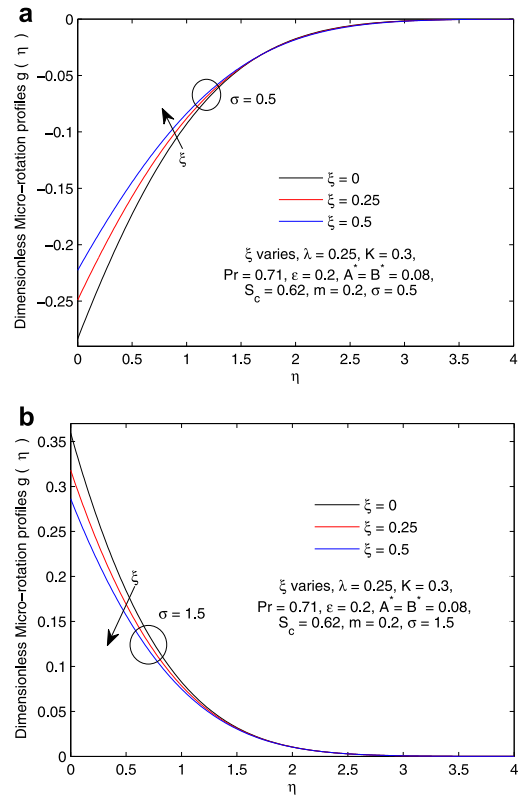 a
Dimensionless Micro-rotation profiles g ( η )
0
−0.05
−0.1
−0.15
−0.2
−0.25
σ = 0.5
ξ
ξ = 0
ξ = 0.25
ξ = 0.5
ξ varies, λ = 0.25, K = 0.3,
Pr = 0.71, ε = 0.2, A* = B* = 0.08,
S_c = 0.62, m = 0.2, σ = 0.5
0 0.5 1 1.5 2 2.5 3 3.5 4
η
b
Dimensionless Micro-rotation profiles g ( η )
0.35
0.3
0.25
0.2
0.15
0.1
0.05
0
ξ
σ = 1.5
ξ = 0
ξ = 0.25
ξ = 0.5
ξ varies, λ = 0.25, K = 0.3,
Pr = 0.71, ε = 0.2, A* = B* = 0.08,
S_c = 0.62, m = 0.2, σ = 1.5
0 0.5 1 1.5 2 2.5 3 3.5 4
η